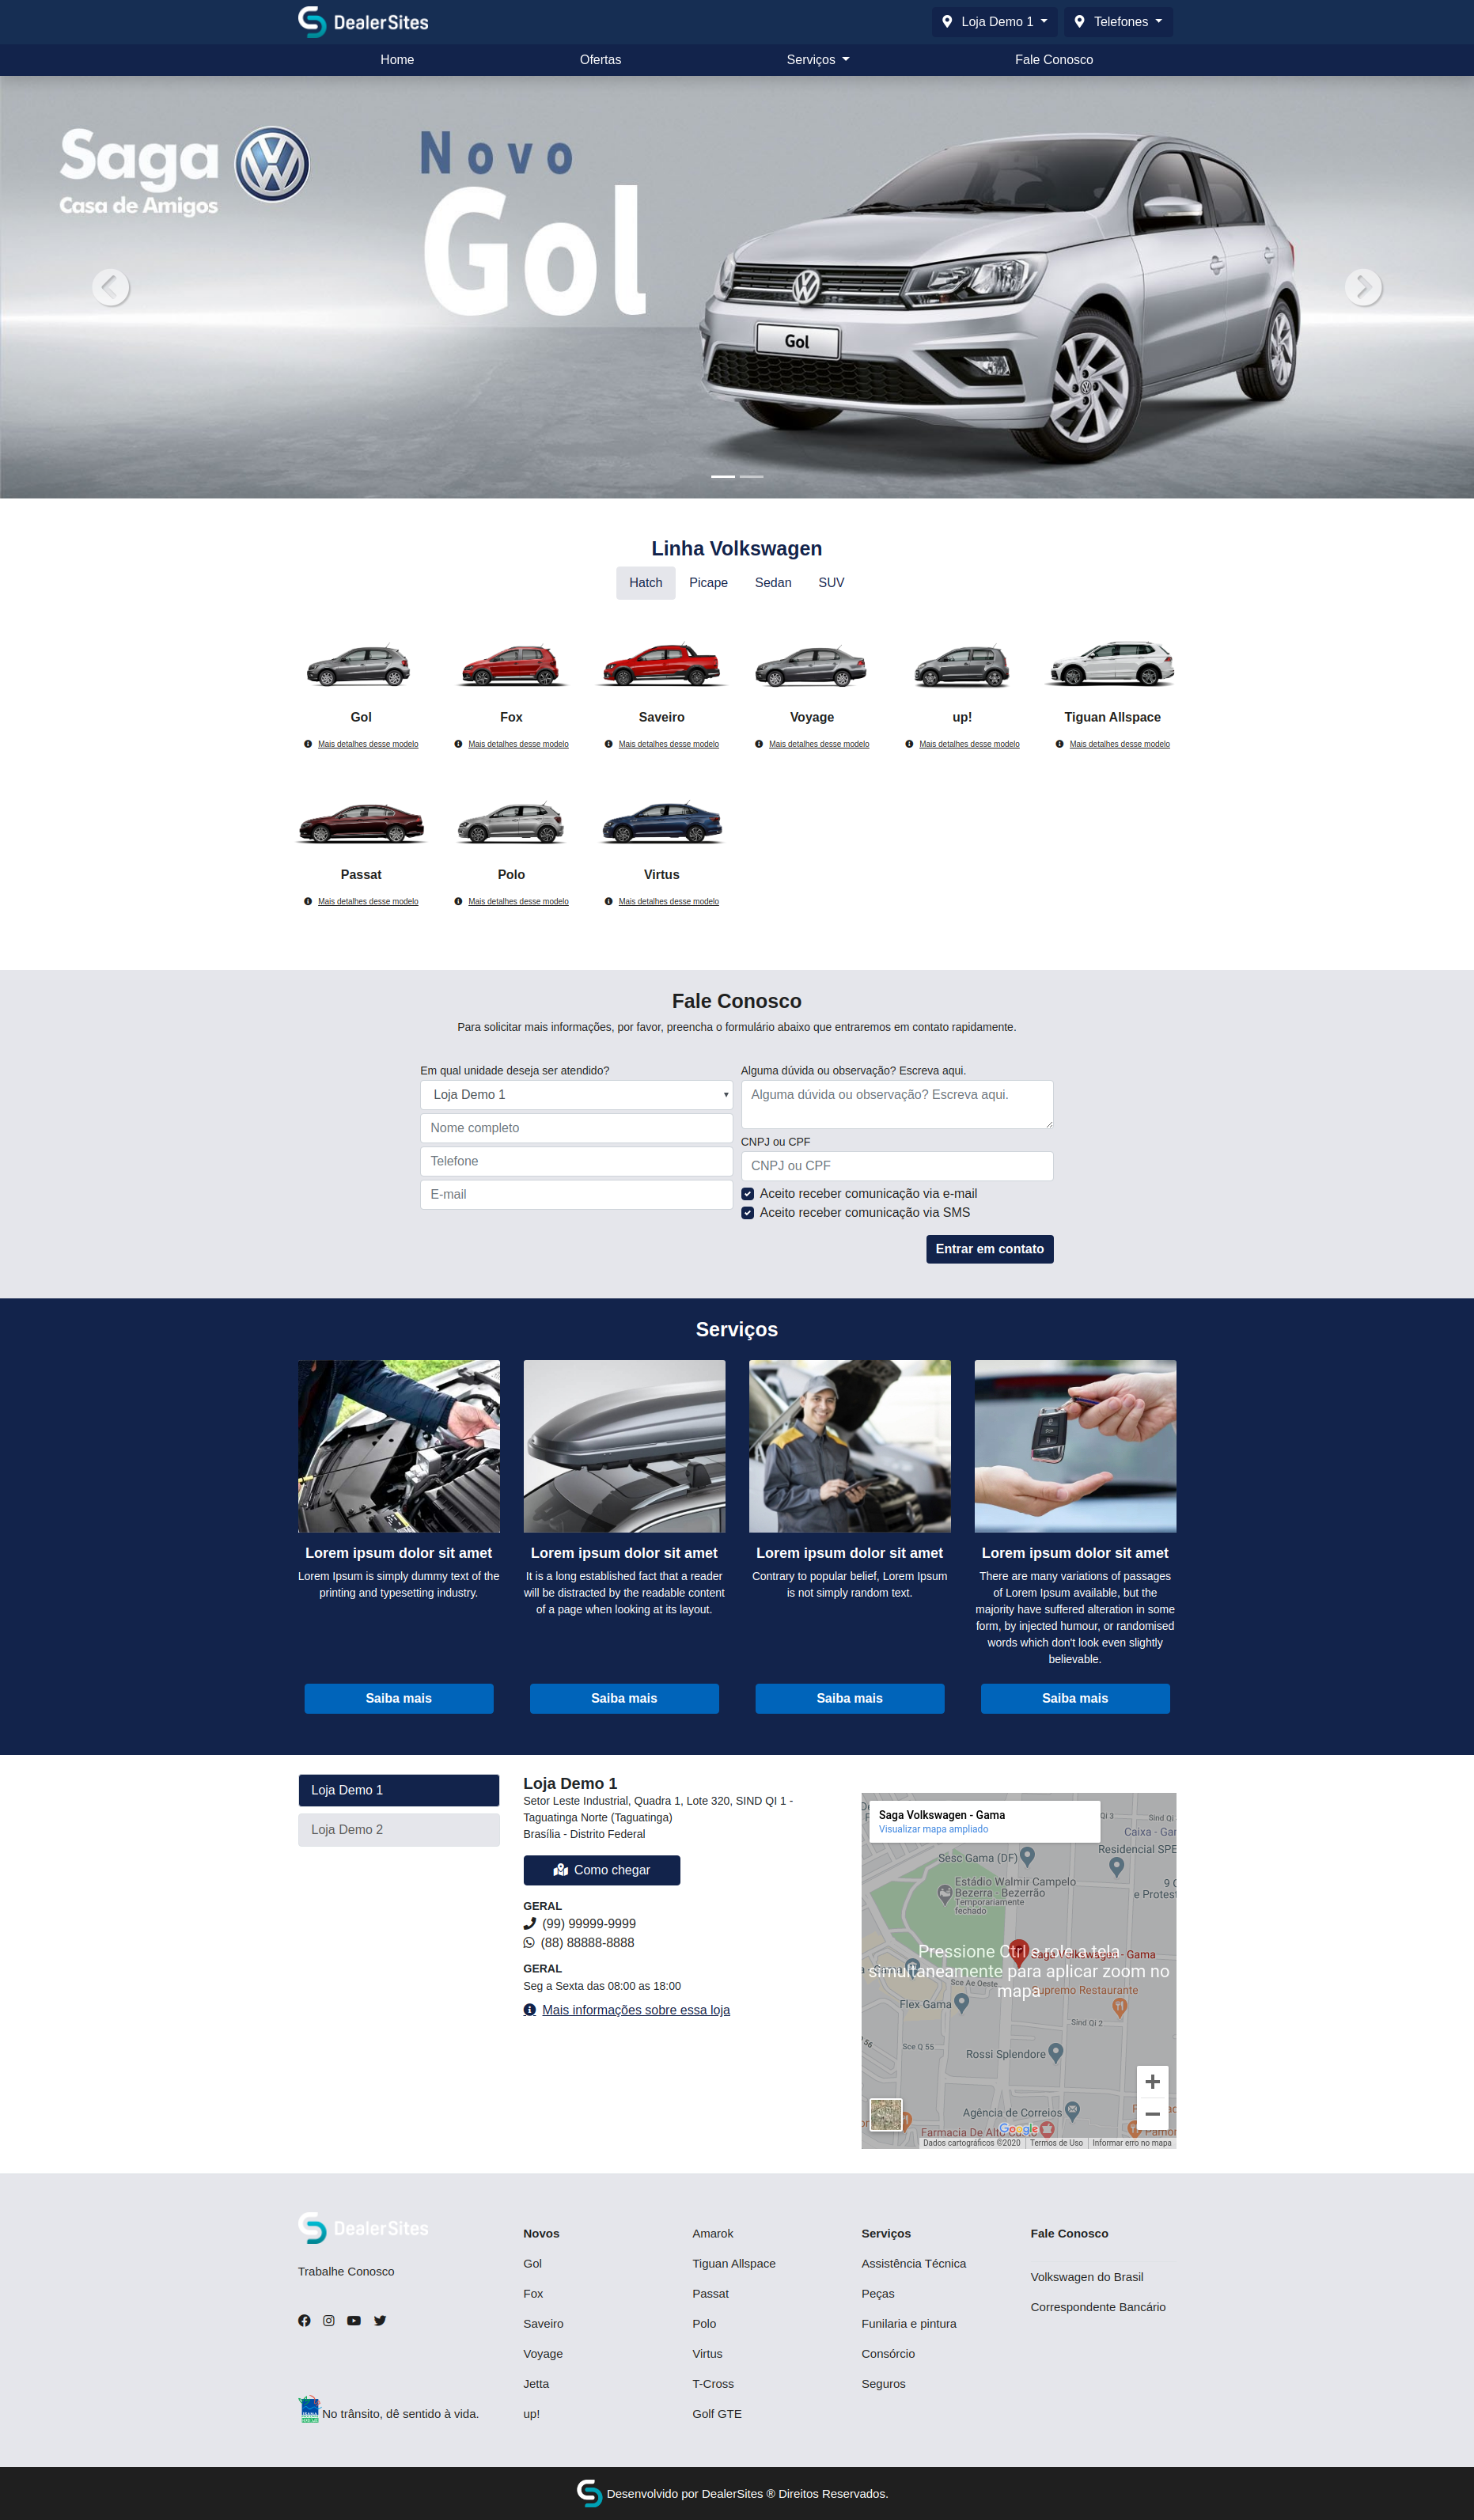 DealerSites
Loja Demo 1
Telefones
Home
Ofertas
Serviços
Fale Conosco
Saga
Casa de Amigos
Novo
Gol
Gol
Linha Volkswagen
Hatch
Picape
Sedan
SUV
Gol
Fox
Saveiro
Voyage
up!
Tiguan Allspace
Mais detalhes desse modelo
Mais detalhes desse modelo
Mais detalhes desse modelo
Mais detalhes desse modelo
Mais detalhes desse modelo
Mais detalhes desse modelo
Passat
Polo
Virtus
Mais detalhes desse modelo
Mais detalhes desse modelo
Mais detalhes desse modelo
Fale Conosco
Para solicitar mais informações, por favor, preencha o formulário abaixo que entraremos em contato rapidamente.
Em qual unidade deseja ser atendido?
Loja Demo 1
Nome completo
Telefone
E-mail
Alguma dúvida ou observação? Escreva aqui.
Alguma dúvida ou observação? Escreva aqui.
CNPJ ou CPF
CNPJ ou CPF
Aceito receber comunicação via e-mail
Aceito receber comunicação via SMS
Entrar em contato
Serviços
Lorem ipsum dolor sit amet
Lorem Ipsum is simply dummy text of the
printing and typesetting industry.
Saiba mais
Lorem ipsum dolor sit amet
It is a long established fact that a reader
will be distracted by the readable content
of a page when looking at its layout.
Saiba mais
Lorem ipsum dolor sit amet
Contrary to popular belief, Lorem Ipsum
is not simply random text.
Saiba mais
Lorem ipsum dolor sit amet
There are many variations of passages
of Lorem Ipsum available, but the
majority have suffered alteration in some
form, by injected humour, or randomised
words which don't look even slightly
believable.
Saiba mais
Loja Demo 1
Loja Demo 2
Loja Demo 1
Setor Leste Industrial, Quadra 1, Lote 320, SIND QI 1 -
Taguatinga Norte (Taguatinga)
Brasília - Distrito Federal
Como chegar
GERAL
(99) 99999-9999
(88) 88888-8888
GERAL
Seg a Sexta das 08:00 as 18:00
Mais informações sobre essa loja
Saga Volkswagen - Gama
Visualizar mapa ampliado
Sind Qi
Caixa - Gam
Residencial SPE
Sesc Gama (DF)
Estádio Walmir Campelo
Bezerra - Bezerrão
Temporariamente
fechado
9
e Protest
Pressione Ctrl e role a tela
simultaneamente para aplicar zoom no
mapa
Saga Volkswagen - Gama
Sce Ae Oeste
Supremo Restaurante
Flex Gama
Sind Qi 2
Sce Q 55
Rossi Splendore
Agência de Correios
Farmacia De Alto Custo
Google
Dados cartográficos ©2020
Termos de Uso
Informar erro no mapa
DealerSites
Trabalhe Conosco
No trânsito, dê sentido à vida.
Novos
Gol
Fox
Saveiro
Voyage
Jetta
up!
Amarok
Tiguan Allspace
Passat
Polo
Virtus
T-Cross
Golf GTE
Serviços
Assistência Técnica
Peças
Funilaria e pintura
Consórcio
Seguros
Fale Conosco
Volkswagen do Brasil
Correspondente Bancário
Desenvolvido por DealerSites ® Direitos Reservados.